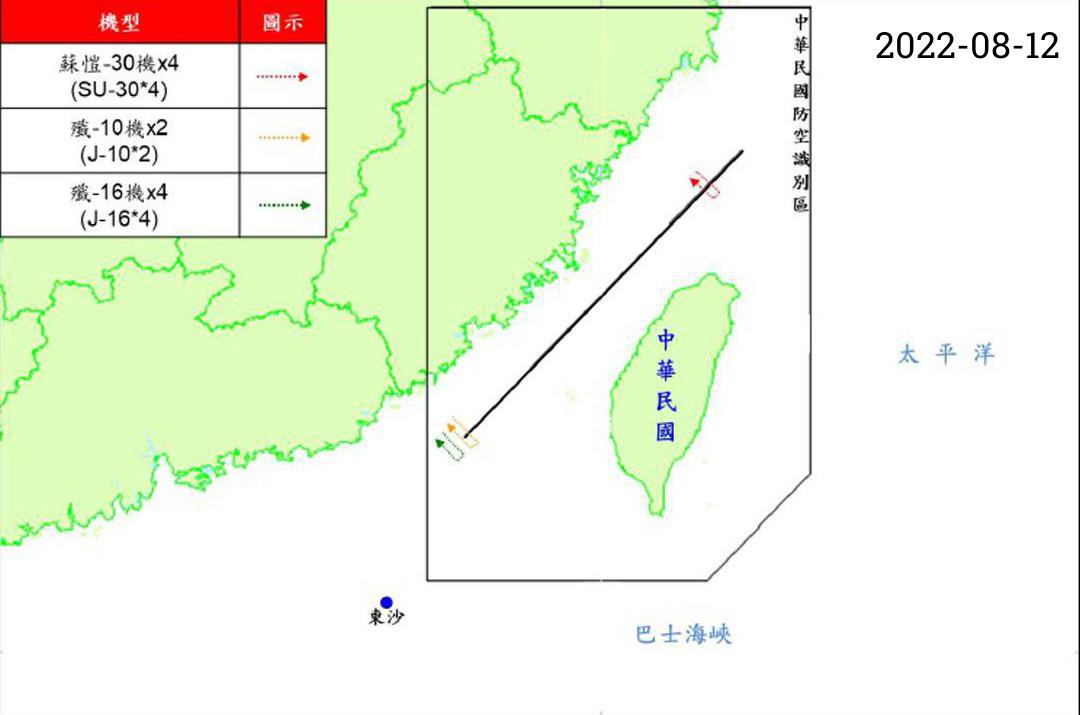 機型 圖示
蘇愷-30機x4
(SU-30*4)
殲-10機x2
(J-10*2)
殲-16機x4
(J-16*4)
2022-08-12
中華民國防空識別區
中華民國
太平洋
東沙
巴士海峽